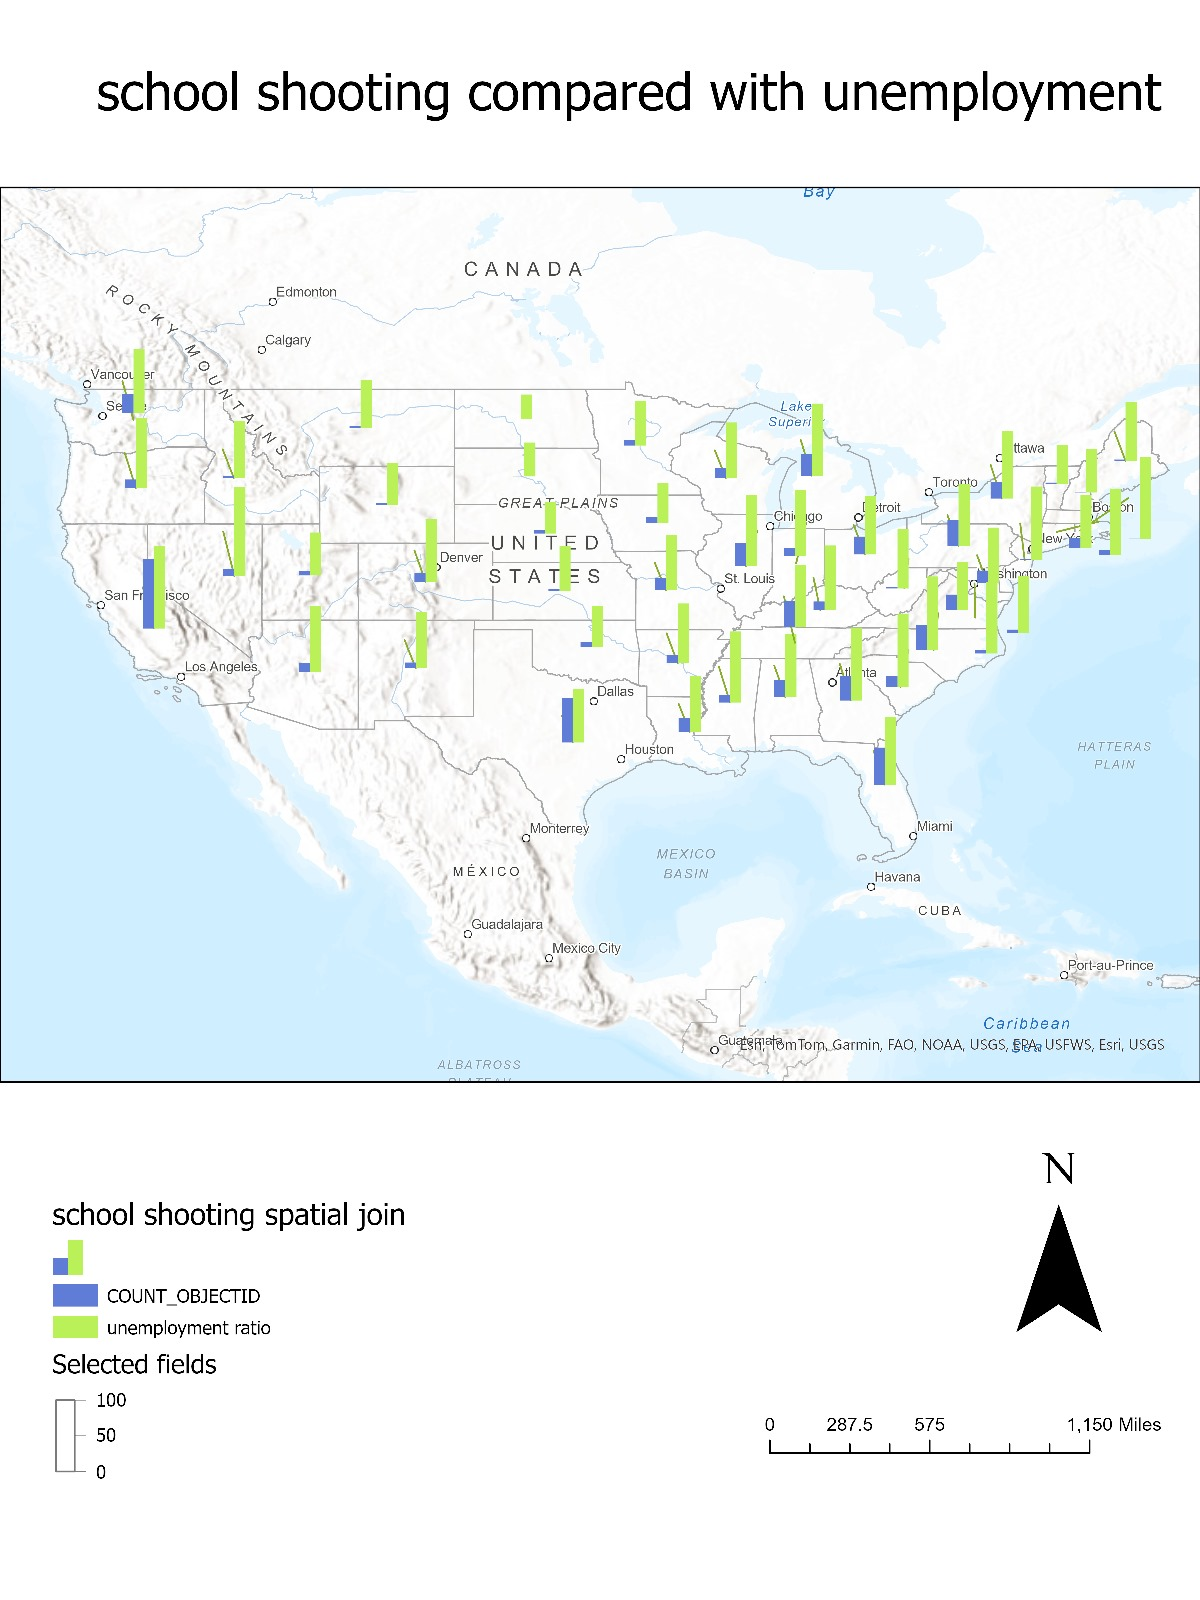 school shooting compared with unemployment
Bay
CANADA
ROCKY MOUNTAINS
Edmonton
Calgary
Vancouver
Lake
Superi
ttawa
Toronto
GREAT PLAINS
Chicago
Detroit
Boston
UNITED
STATES
Denver
New York
St. Louis
shington
San Francisco
Los Angeles
Atlanta
Dallas
Houston
HATTERAS
PLAIN
Monterrey
Miami
MEXICO
BASIN
MÉXICO
Havana
CUBA
Guadalajara
Mexico City
Port-au-Prince
Caribbean
Sea
Guatemala
Esri, TomTom, Garmin, FAO, NOAA, USGS, EPA, USFWS, Esri, USGS
ALBATROSS
PLATEAU
N
school shooting spatial join
COUNT_OBJECTID
unemployment ratio
Selected fields
100
50
0
0 287.5 575 1,150 Miles